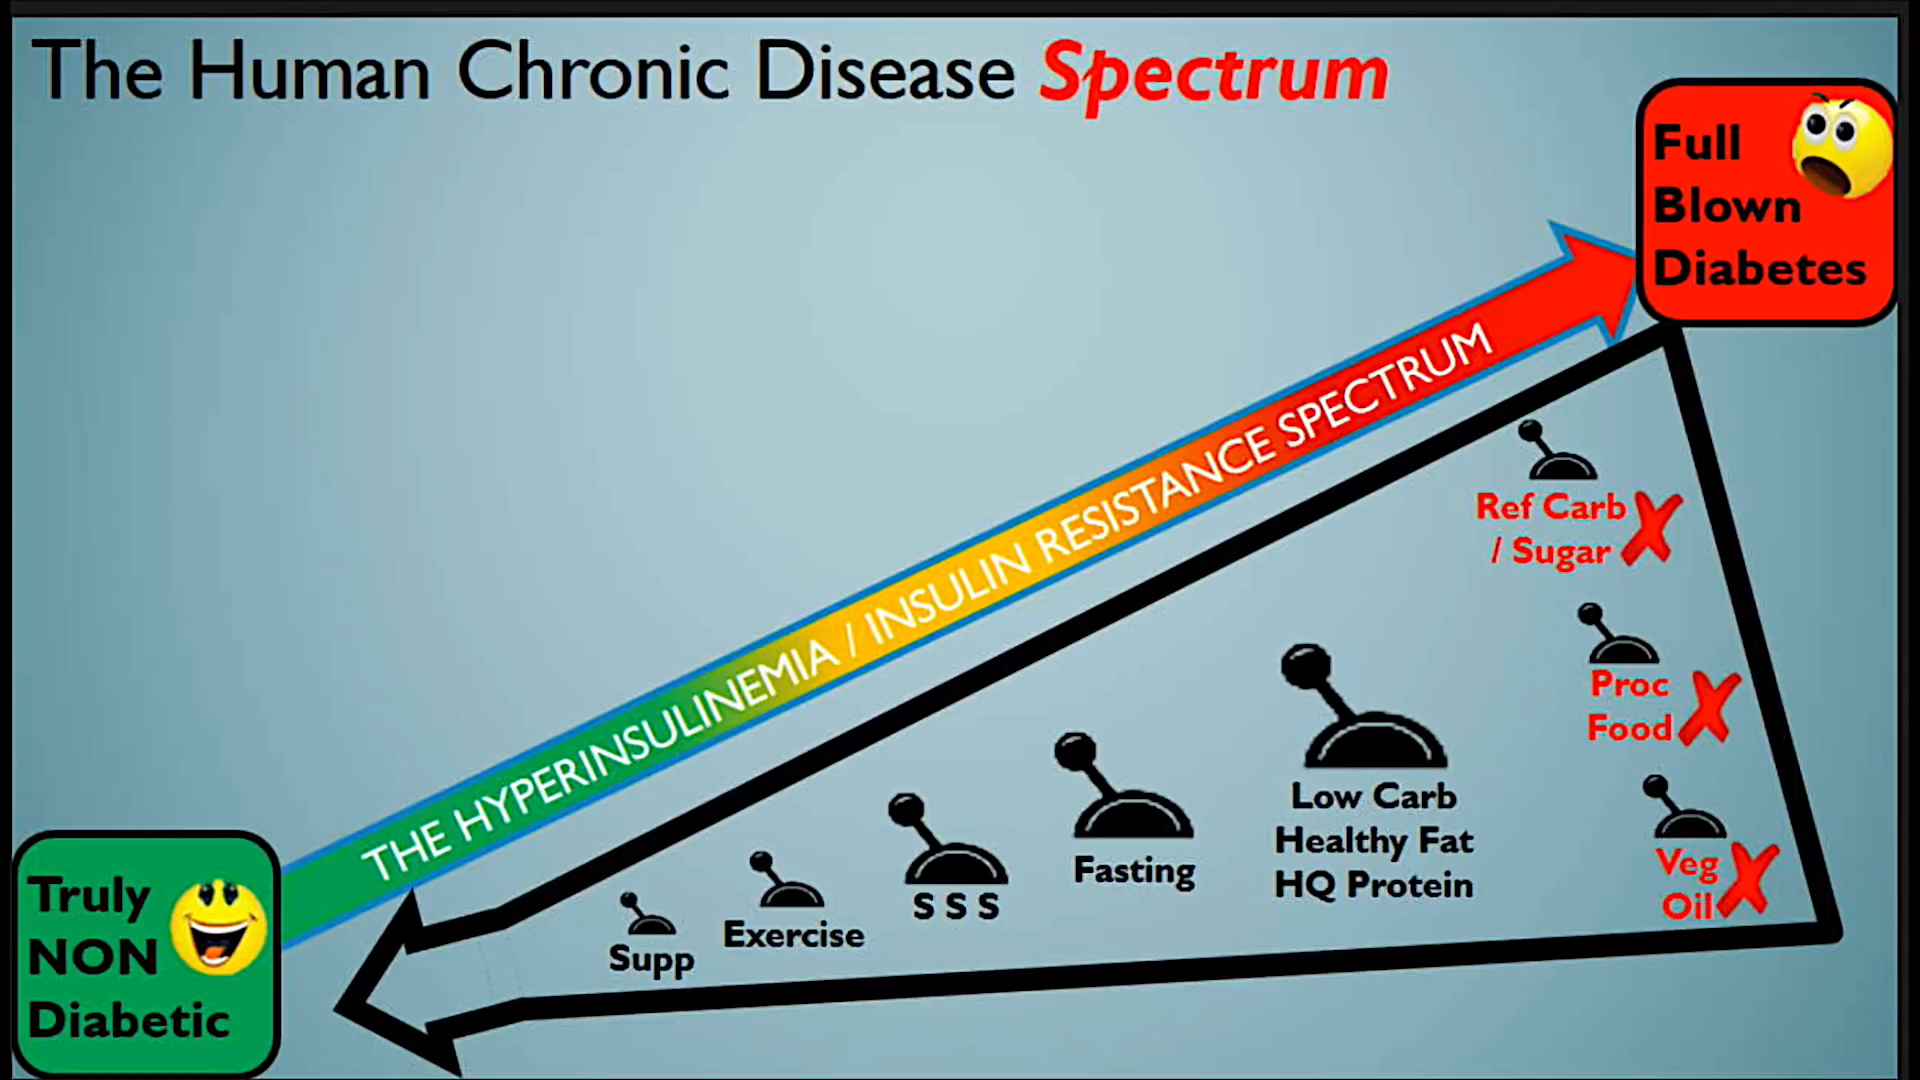 The Human Chronic Disease Spectrum
Full
Blown
Diabetes
THE HYPERINSULINEMIA / INSULIN RESISTANCE SPECTRUM
Ref Carb
/ Sugar
Proc
Food
Veg
Oil
Low Carb
Healthy Fat
HQ Protein
Fasting
S S S
Exercise
Supp
Truly
NON
Diabetic